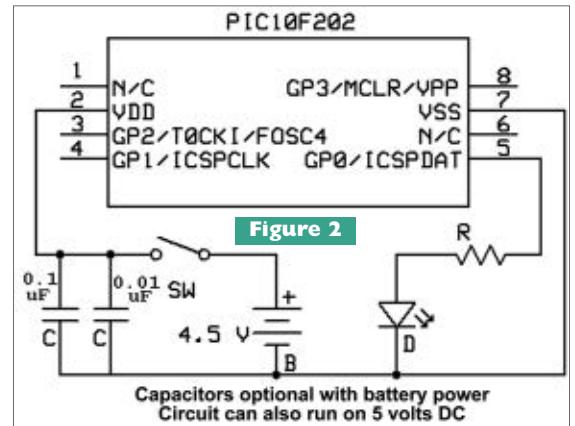 PIC10F202
1 N/C GP3/MCLR/VPP 8
2 VDD VSS 7
3 GP2/T0CKI/FOSC4 N/C 6
4 GP1/ICSPCLK GP0/ICSPDAT 5
Figure 2
R
0.1 uF
0.01 uF
SW
+
C
C
4.5 V
B
D
Capacitors optional with battery power
Circuit can also run on 5 volts DC